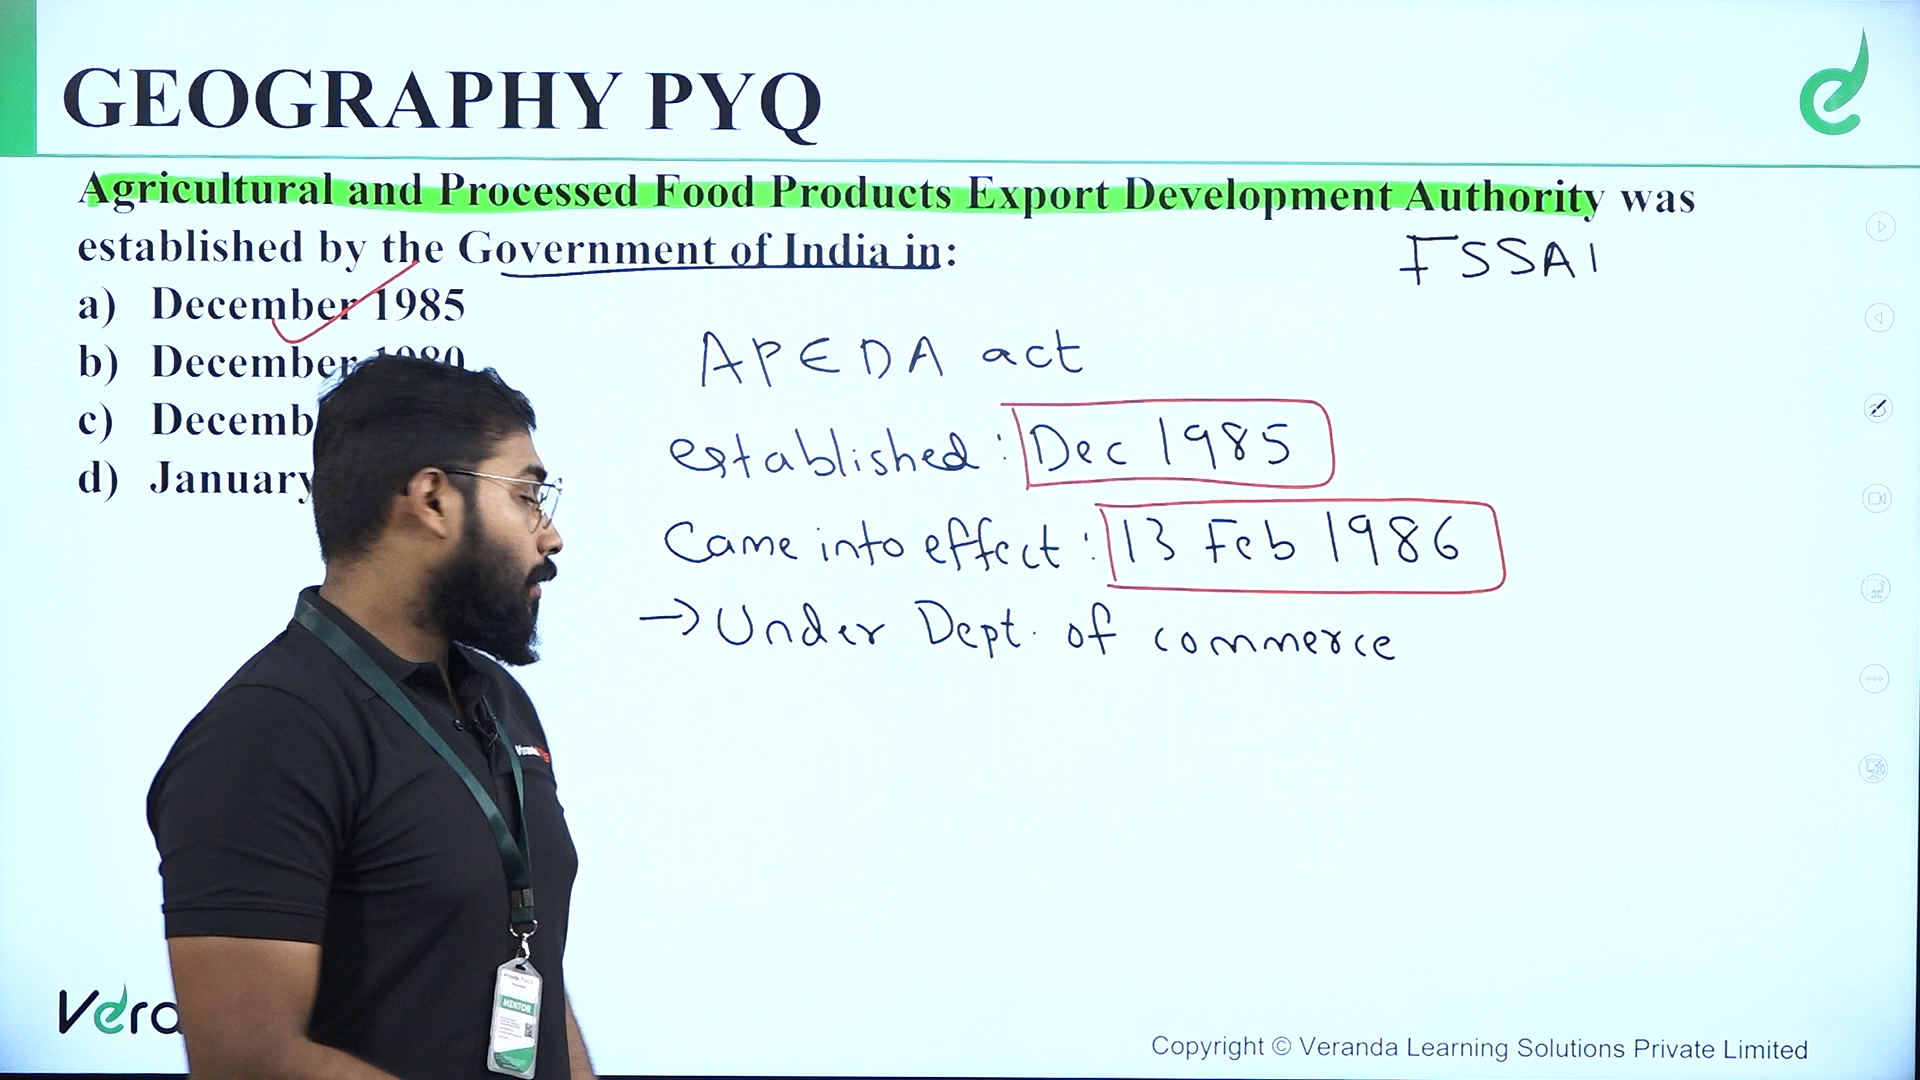 GEOGRAPHY PYQ
Agricultural and Processed Food Products Export Development Authority was
established by the Government of India in:
FSSAI
a) December 1985
b) December 1980
c)
d) January
APEDA act
established: Dec 1985
Came into effect: 13 Feb 1986
→ Under Dept. of commerce
MENTOR
Copyright © Veranda Learning Solutions Private Limited